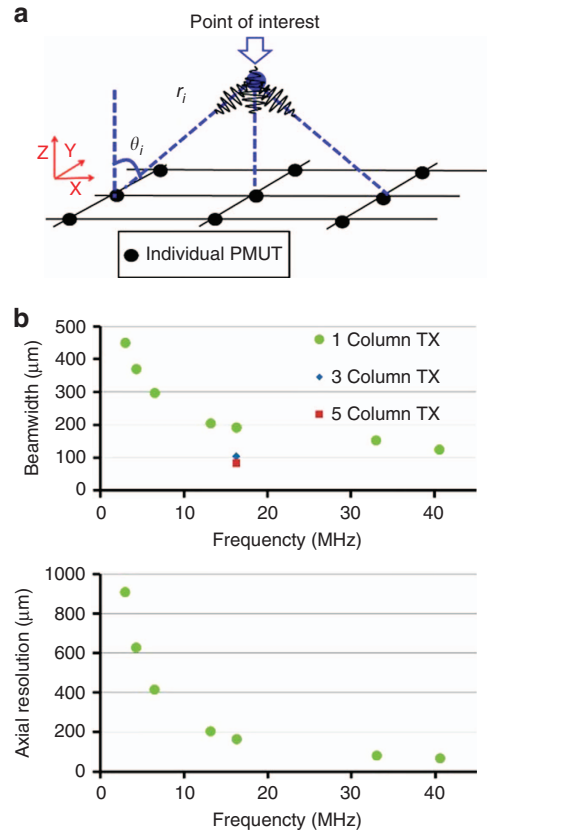 a
Point of interest
r_i
θ_i
Z
Y
X
Individual PMUT
b
500
400
300
200
100
0
Beamwidth (μm)
1 Column TX
3 Column TX
5 Column TX
0 10 20 30 40
Frequencty (MHz)
1000
800
600
400
200
0
Axial resolution (μm)
0 10 20 30 40
Frequencty (MHz)